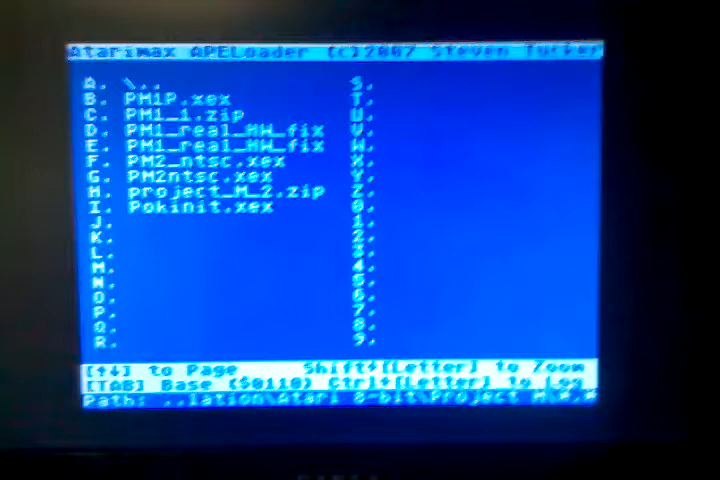 Atarimax APELoader (c)2007 Steven Tucker
A. \..
B. PM1P.xex
C. PM1_1.zip
D. PM1_real_HW_fix
E. PM1_real_HW_fix
F. PM2_ntsc.xex
G. PM2ntsc.xex
H. project_M_2.zip
I. Pokinit.xex
J.
K.
L.
M.
N.
O.
P.
Q.
R.
S.
T.
U.
V.
W.
X.
Y.
Z.
0.
1.
2.
3.
4.
5.
6.
7.
8.
9.
[↑↓] to Page Shift+[Letter] to Zoom
[TAB] Base ($0110) Ctrl+[Letter] to Log
Path: ..lation\Atari 8-bit\Project M\*.*